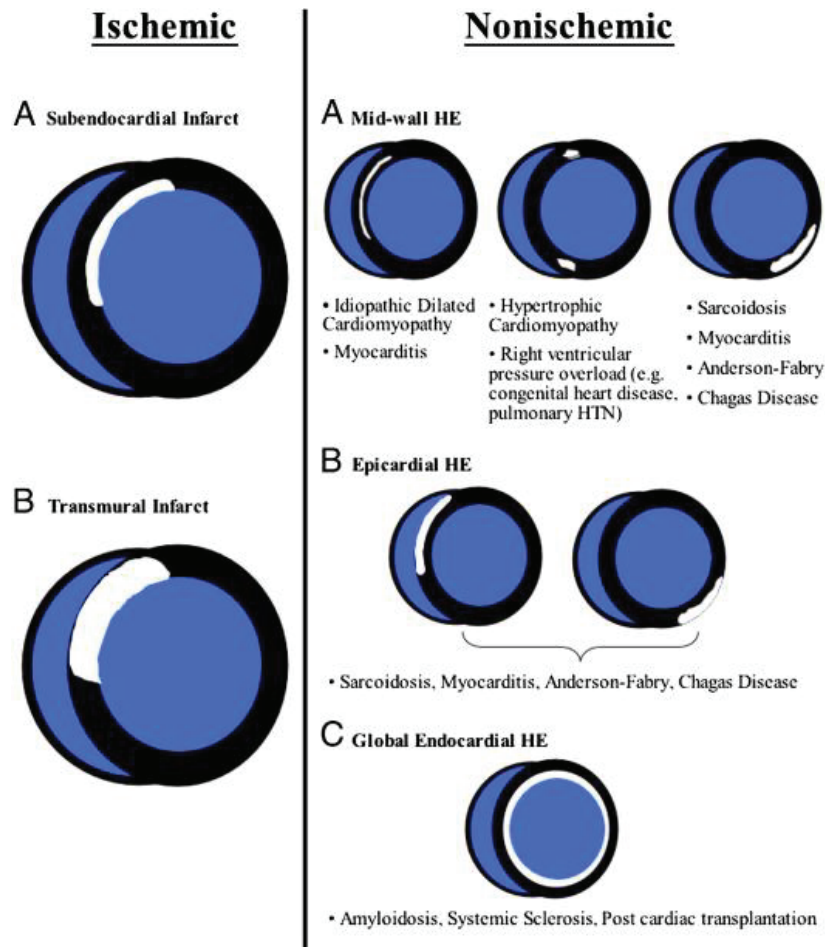 Ischemic
A Subendocardial Infarct
B Transmural Infarct
Nonischemic
A Mid-wall HE
• Idiopathic Dilated
Cardiomyopathy
• Myocarditis
• Hypertrophic
Cardiomyopathy
• Right ventricular
pressure overload (e.g.
congenital heart disease,
pulmonary HTN)
• Sarcoidosis
• Myocarditis
• Anderson-Fabry
• Chagas Disease
B Epicardial HE
• Sarcoidosis, Myocarditis, Anderson-Fabry, Chagas Disease
C Global Endocardial HE
• Amyloidosis, Systemic Sclerosis, Post cardiac transplantation